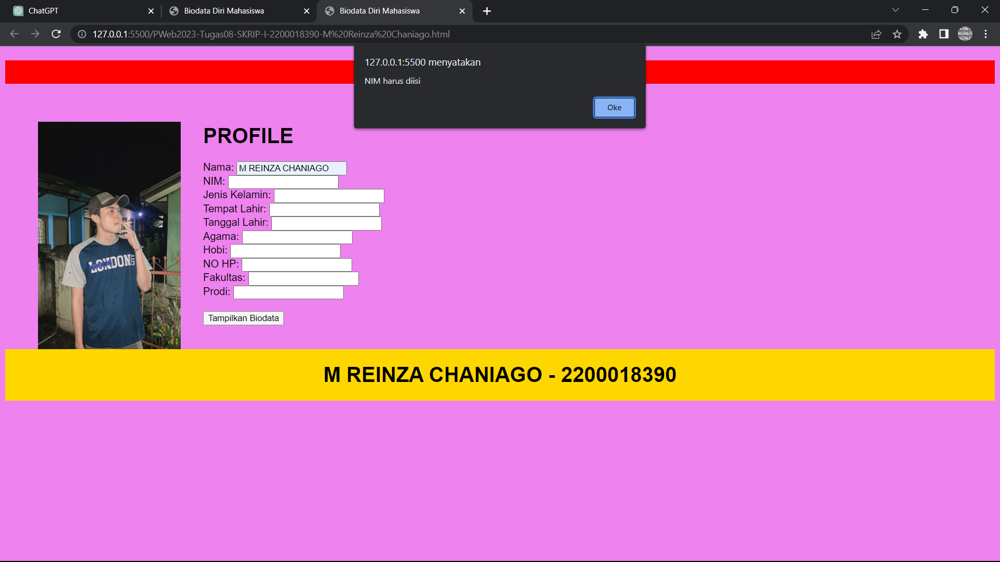 ChatGPT
Biodata Diri Mahasiswa
Biodata Diri Mahasiswa
127.0.0.1:5500/PWeb2023-Tugas08-SKRIP-I-2200018390-M%20Reinza%20Chaniago.html
127.0.0.1:5500 menyatakan
NIM harus diisi
Oke
PROFILE
Nama: M REINZA CHANIAGO
NIM:
Jenis Kelamin:
Tempat Lahir:
Tanggal Lahir:
Agama:
Hobi:
NO HP:
Fakultas:
Prodi:
Tampilkan Biodata
LONDON
CITY
M REINZA CHANIAGO - 2200018390